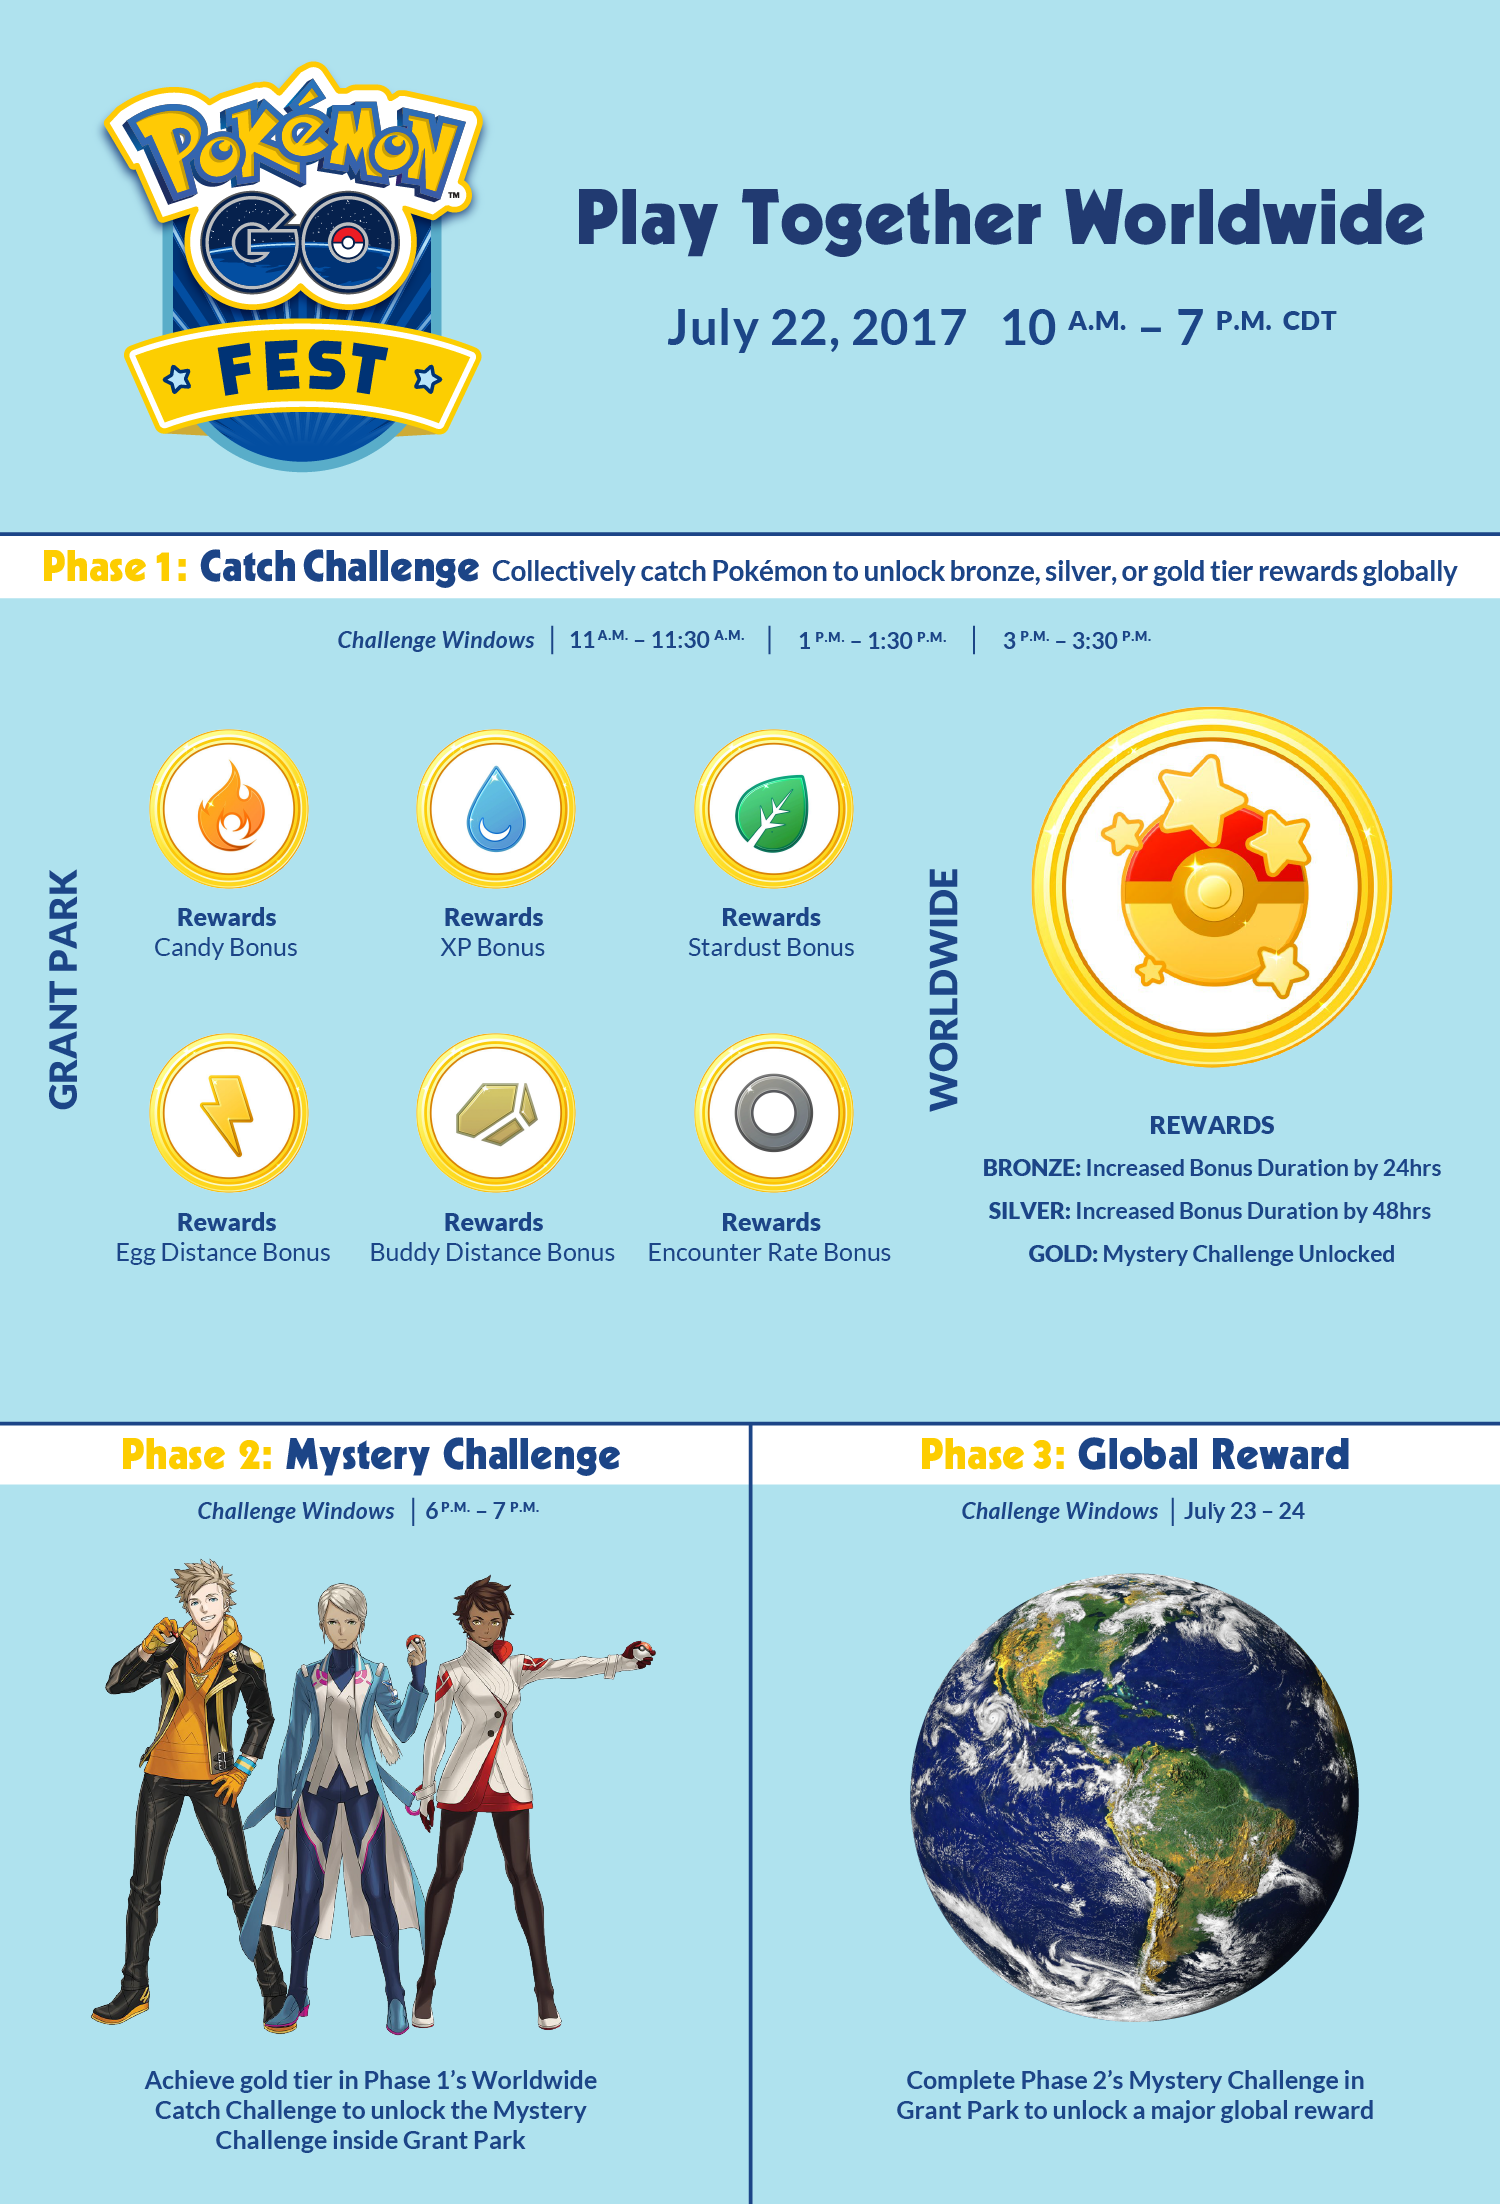 POKéMON
™
GO
FEST
Play Together Worldwide
July 22, 2017 10 A.M. – 7 P.M. CDT
Phase 1: Catch Challenge Collectively catch Pokémon to unlock bronze, silver, or gold tier rewards globally
Challenge Windows | 11 A.M. – 11:30 A.M. | 1 P.M. – 1:30 P.M. | 3 P.M. – 3:30 P.M.
GRANT PARK
Rewards
Candy Bonus
Rewards
XP Bonus
Rewards
Stardust Bonus
Rewards
Egg Distance Bonus
Rewards
Buddy Distance Bonus
Rewards
Encounter Rate Bonus
WORLDWIDE
REWARDS
BRONZE: Increased Bonus Duration by 24hrs
SILVER: Increased Bonus Duration by 48hrs
GOLD: Mystery Challenge Unlocked
Phase 2: Mystery Challenge
Challenge Windows | 6 P.M. – 7 P.M.
Achieve gold tier in Phase 1’s Worldwide
Catch Challenge to unlock the Mystery
Challenge inside Grant Park
Phase 3: Global Reward
Challenge Windows | July 23 – 24
Complete Phase 2’s Mystery Challenge in
Grant Park to unlock a major global reward